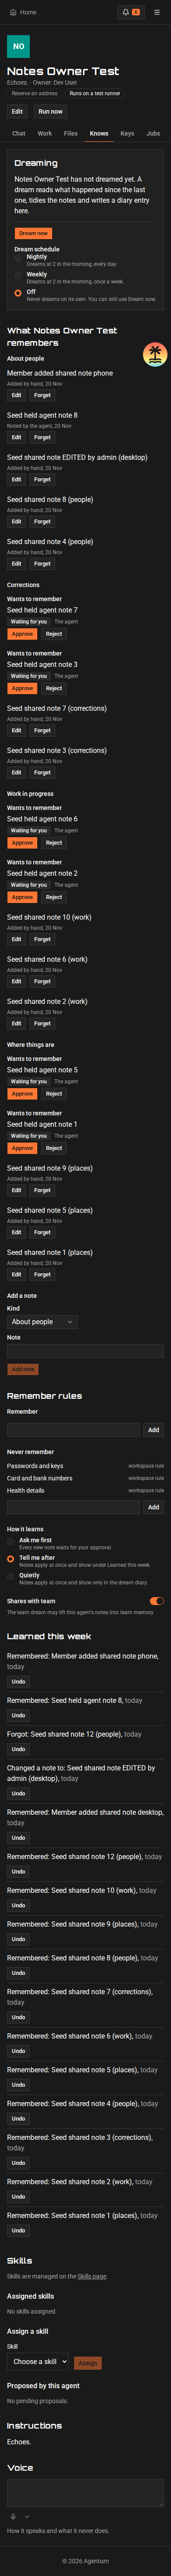 Home
6
NO
Notes Owner Test
Echoes. · Owner: Dev User
Reserve an address
Runs on a test runner
Edit
Run now
Chat
Work
Files
Knows
Keys
Jobs
Dreaming
Notes Owner Test has not dreamed yet. A
dream reads what happened since the last
one, tidies the notes and writes a diary entry
here.
Dream now
Dream schedule
Nightly
Dreams at 2 in the morning, every day.
Weekly
Dreams at 2 in the morning, once a week.
Off
Never dreams on its own. You can still use Dream now.
What Notes Owner Test
remembers
About people
Member added shared note phone
Added by hand, 20 Nov
Edit
Forget
Seed held agent note 8
Noted by the agent, 20 Nov
Edit
Forget
Seed shared note EDITED by admin (desktop)
Added by hand, 20 Nov
Edit
Forget
Seed shared note 8 (people)
Added by hand, 20 Nov
Edit
Forget
Seed shared note 4 (people)
Added by hand, 20 Nov
Edit
Forget
Corrections
Wants to remember
Seed held agent note 7
Waiting for you
The agent
Approve
Reject
Wants to remember
Seed held agent note 3
Waiting for you
The agent
Approve
Reject
Seed shared note 7 (corrections)
Added by hand, 20 Nov
Edit
Forget
Seed shared note 3 (corrections)
Added by hand, 20 Nov
Edit
Forget
Work in progress
Wants to remember
Seed held agent note 6
Waiting for you
The agent
Approve
Reject
Wants to remember
Seed held agent note 2
Waiting for you
The agent
Approve
Reject
Seed shared note 10 (work)
Added by hand, 20 Nov
Edit
Forget
Seed shared note 6 (work)
Added by hand, 20 Nov
Edit
Forget
Seed shared note 2 (work)
Added by hand, 20 Nov
Edit
Forget
Where things are
Wants to remember
Seed held agent note 5
Waiting for you
The agent
Approve
Reject
Wants to remember
Seed held agent note 1
Waiting for you
The agent
Approve
Reject
Seed shared note 9 (places)
Added by hand, 20 Nov
Edit
Forget
Seed shared note 5 (places)
Added by hand, 20 Nov
Edit
Forget
Seed shared note 1 (places)
Added by hand, 20 Nov
Edit
Forget
Add a note
Kind
About people
Note
Add note
Remember rules
Remember
Add
Never remember
Passwords and keys
workspace rule
Card and bank numbers
workspace rule
Health details
workspace rule
Add
How it learns
Ask me first
Every new note waits for your approval.
Tell me after
Notes apply at once and show under Learned this week.
Quietly
Notes apply at once and show only in the dream diary.
Shares with team
The team dream may lift this agent's notes into team memory.
Learned this week
Remembered: Member added shared note phone,
today
Undo
Remembered: Seed held agent note 8, today
Undo
Forgot: Seed shared note 12 (people), today
Undo
Changed a note to: Seed shared note EDITED by
admin (desktop), today
Undo
Remembered: Member added shared note desktop,
today
Undo
Remembered: Seed shared note 12 (people), today
Undo
Remembered: Seed shared note 10 (work), today
Undo
Remembered: Seed shared note 9 (places), today
Undo
Remembered: Seed shared note 8 (people), today
Undo
Remembered: Seed shared note 7 (corrections),
today
Undo
Remembered: Seed shared note 6 (work), today
Undo
Remembered: Seed shared note 5 (places), today
Undo
Remembered: Seed shared note 4 (people), today
Undo
Remembered: Seed shared note 3 (corrections),
today
Undo
Remembered: Seed shared note 2 (work), today
Undo
Remembered: Seed shared note 1 (places), today
Undo
Skills
Skills are managed on the Skills page.
Assigned skills
No skills assigned.
Assign a skill
Skill
Choose a skill
Assign
Proposed by this agent
No pending proposals.
Instructions
Echoes.
Voice
How it speaks and what it never does.
© 2026 Agentum